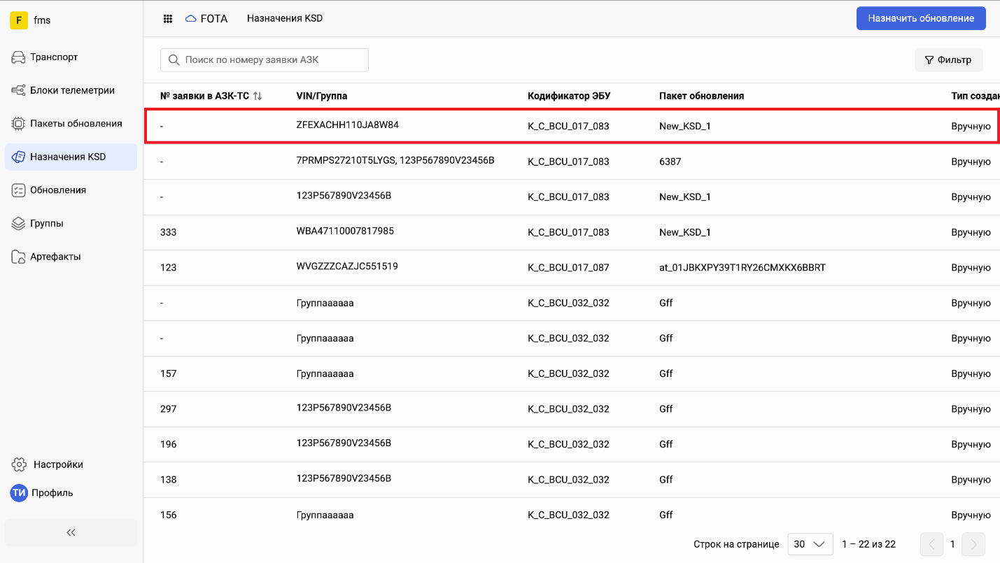 F fms
FOTA Назначения KSD Назначить обновление
Транспорт
Блоки телеметрии
Пакеты обновления
Назначения KSD
Обновления
Группы
Артефакты
Настройки
ТИ Профиль
Поиск по номеру заявки АЗК Фильтр
№ заявки в АЗК-ТС VIN/Группа Кодификатор ЭБУ Пакет обновления Тип создан
- ZFEXACHH110JA8W84 K_C_BCU_017_083 New_KSD_1 Вручную
- 7PRMPS27210T5LYGS, 123P567890V23456B K_C_BCU_017_083 6387 Вручную
- 123P567890V23456B K_C_BCU_017_083 New_KSD_1 Вручную
333 WBA47110007817985 K_C_BCU_017_083 New_KSD_1 Вручную
123 WVGZZZCAZJC551519 K_C_BCU_017_087 at_01JBKXPY39T1RY26CMXKX6BBRT Вручную
- Группаааааа K_C_BCU_032_032 Gff Вручную
- Группаааааа K_C_BCU_032_032 Gff Вручную
157 Группаааааа K_C_BCU_032_032 Gff Вручную
297 123P567890V23456B K_C_BCU_032_032 Gff Вручную
196 123P567890V23456B K_C_BCU_032_032 Gff Вручную
138 123P567890V23456B K_C_BCU_032_032 Gff Вручную
156 Группаааааа K_C_BCU_032_032 Gff Вручную
Строк на странице 30 1 – 22 из 22 1